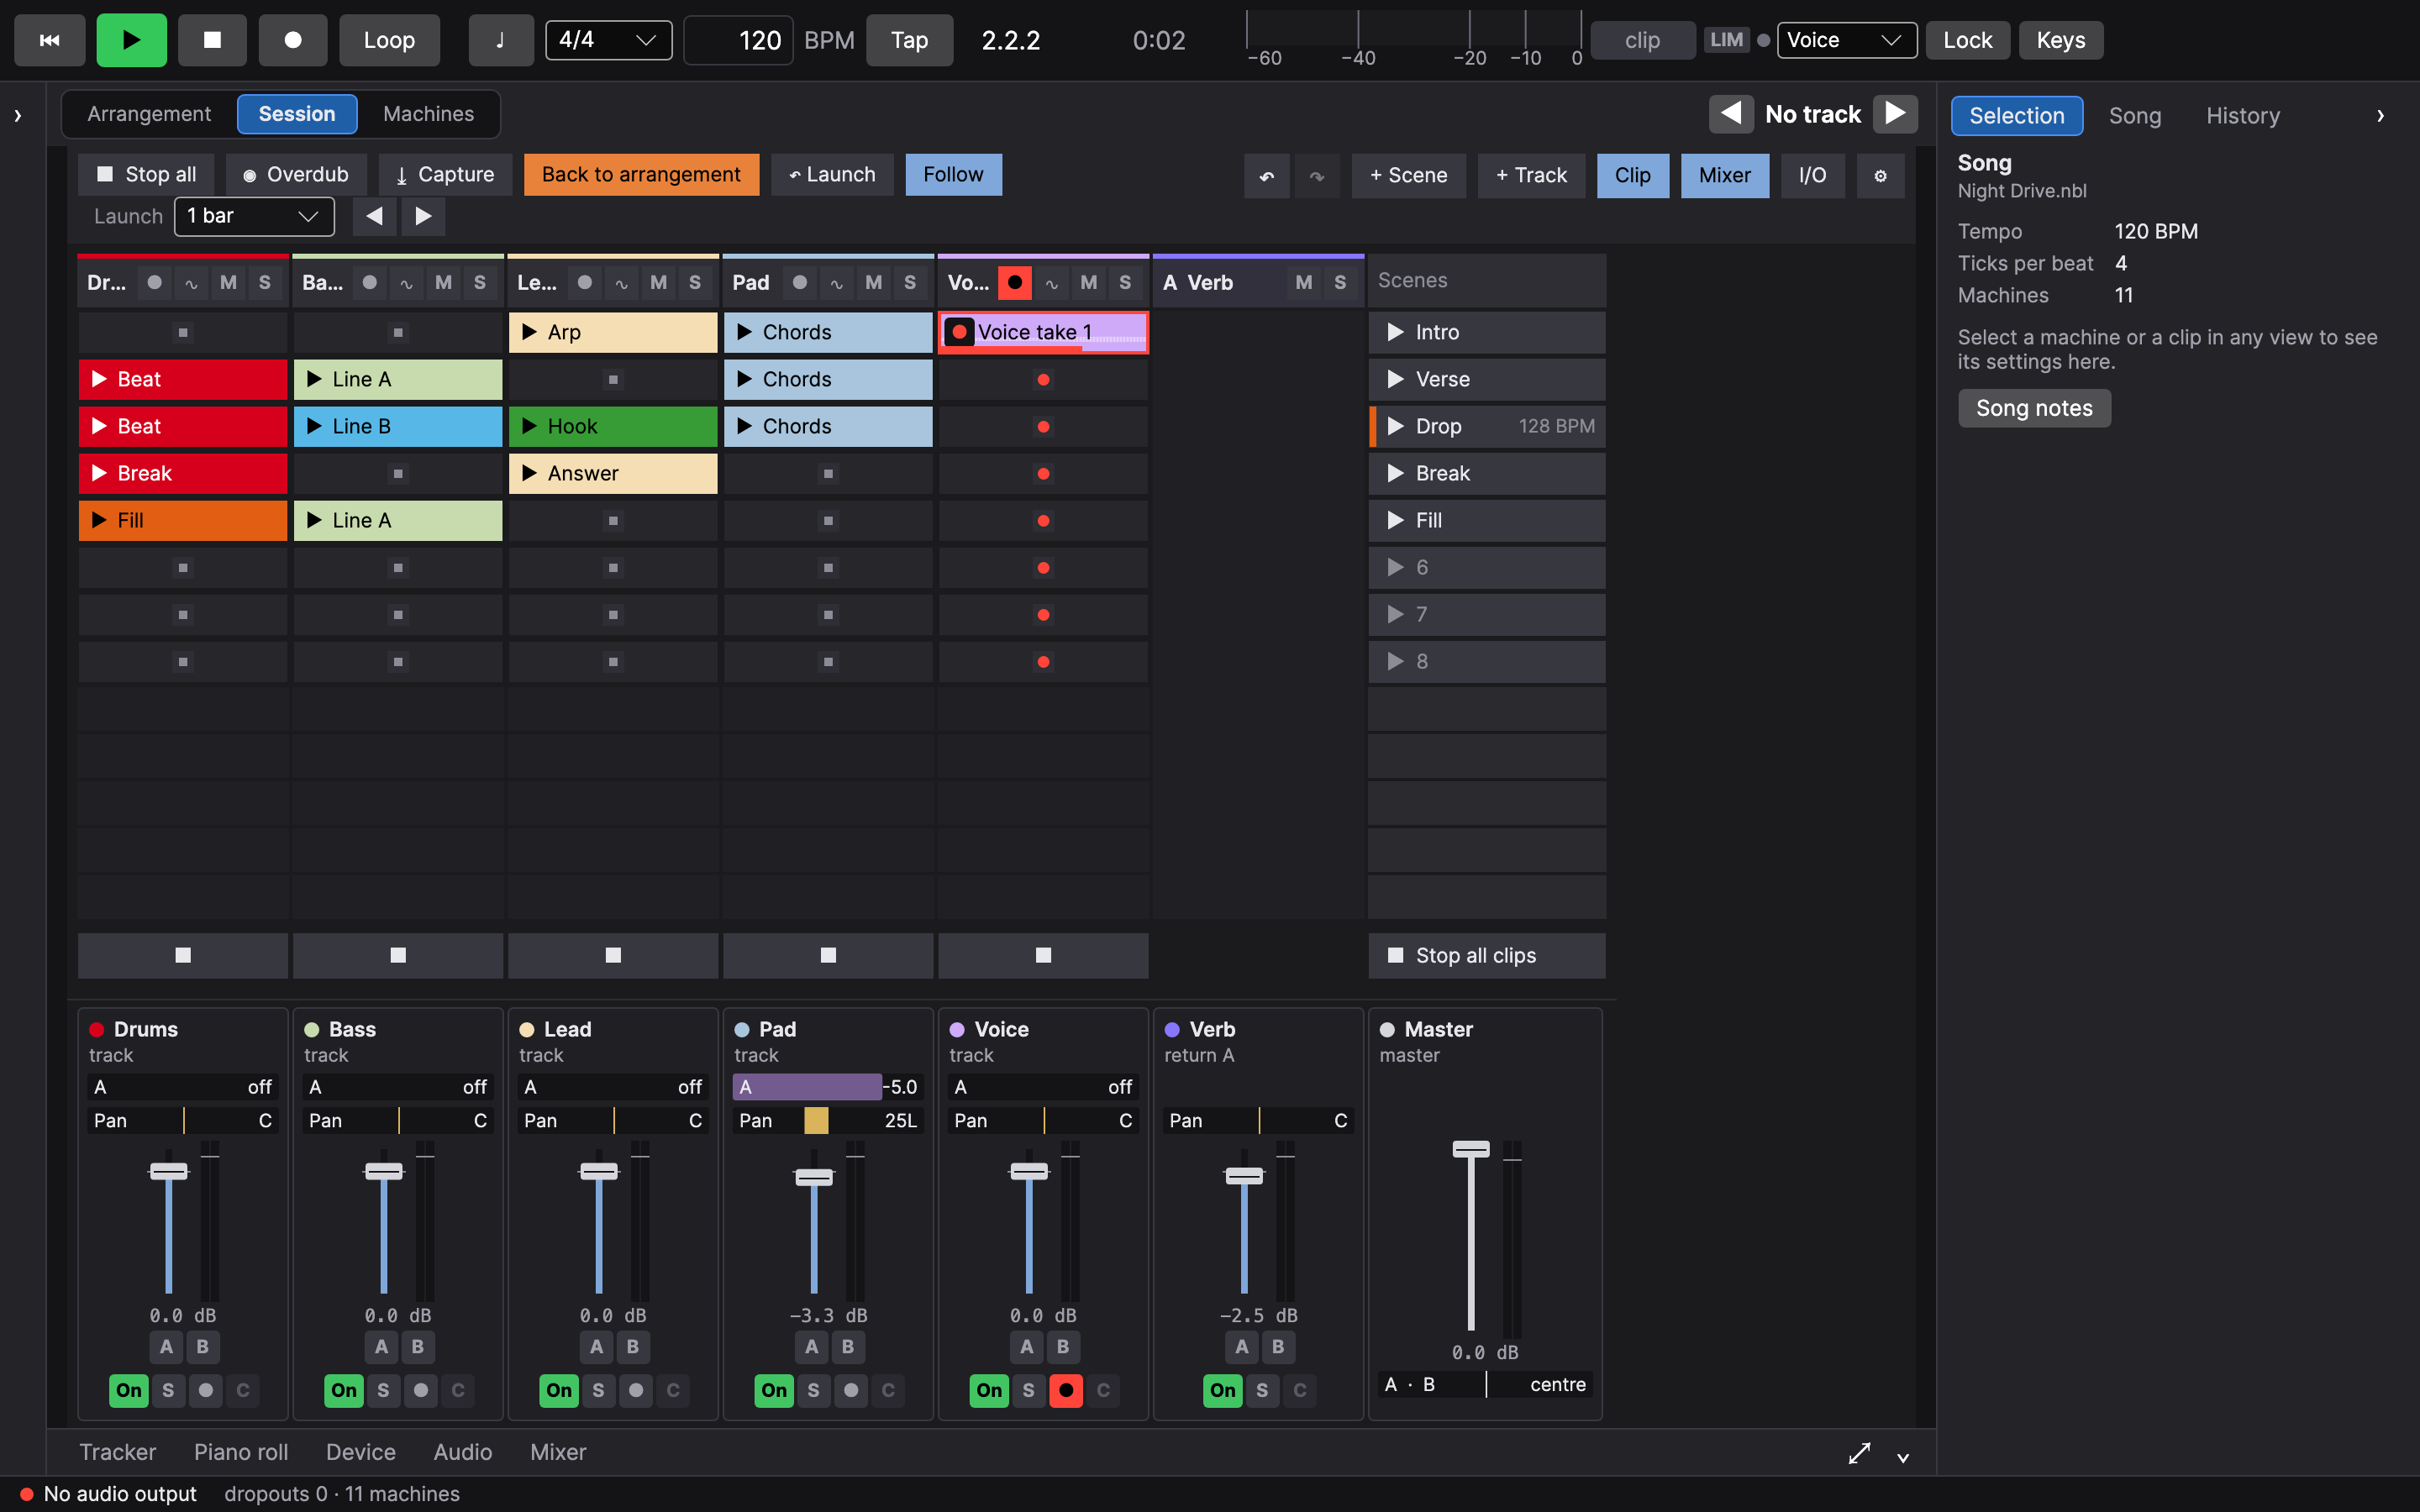 Loop 4/4 120 BPM Tap 2.2.2 0:02 −60 −40 −20 −10 0 clip LIM Voice Lock Keys
Arrangement Session Machines No track Selection Song History
Stop all Overdub Capture Back to arrangement Launch Follow + Scene + Track Clip Mixer I/O
Launch 1 bar
Song
Night Drive.nbl
Tempo 120 BPM
Ticks per beat 4
Machines 11
Select a machine or a clip in any view to see
its settings here.
Song notes
Dr... M S Ba... M S Le... M S Pad M S Vo... M S A Verb M S Scenes
Arp Chords Voice take 1 Intro
Beat Line A Chords Verse
Beat Line B Hook Chords Drop 128 BPM
Break Answer Break
Fill Line A Fill
6
7
8
Stop all clips
Drums Bass Lead Pad Voice Verb Master
track track track track track return A master
A off A off A off A -5.0 A off
Pan C Pan C Pan C Pan 25L Pan C Pan C
0.0 dB 0.0 dB 0.0 dB −3.3 dB 0.0 dB −2.5 dB 0.0 dB
A B A B A B A B A B A B
On S C On S C On S C On S C On S C On S C A · B centre
Tracker Piano roll Device Audio Mixer
No audio output dropouts 0 · 11 machines